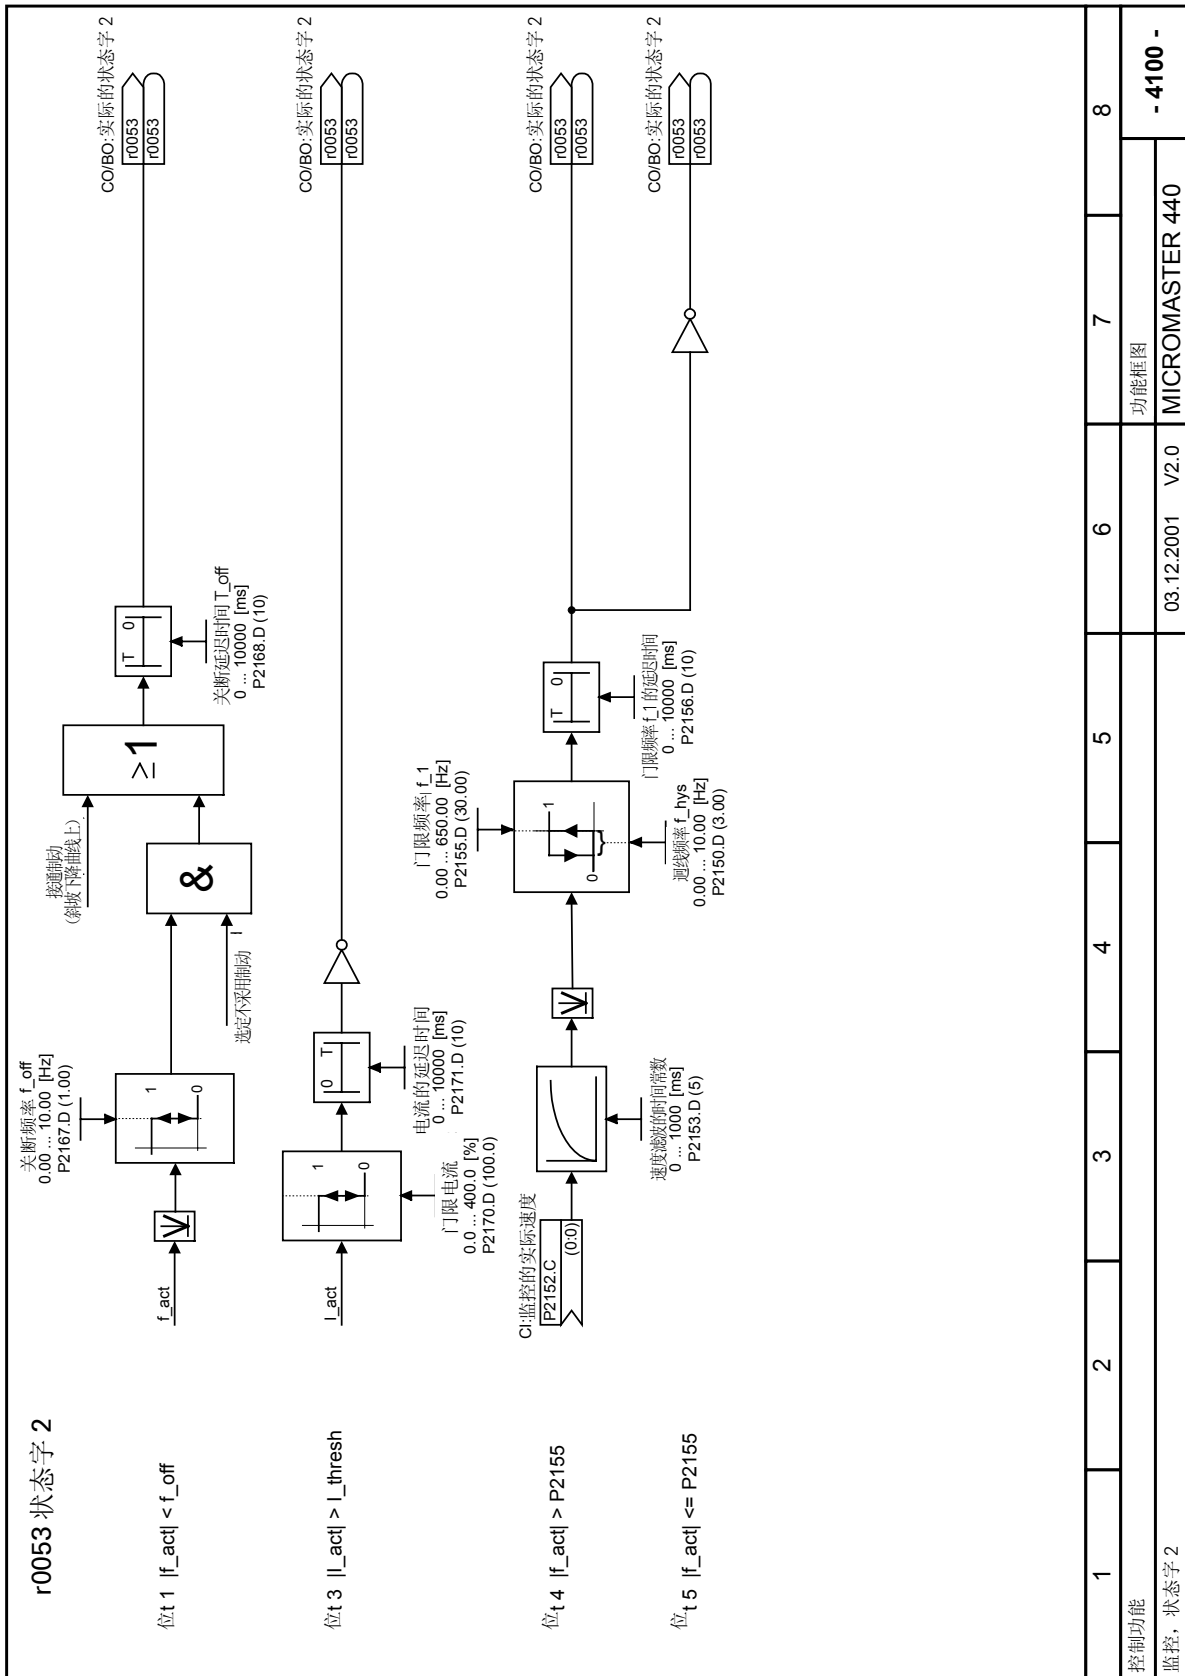 r0053 状态字 2
位t 1 |f_act| < f_off
f_act
关断频率 f_off
0.00 ... 10.00 [Hz]
P2167.D (1.00)
1
0
选定不采用制动
&
接通制动
(斜坡下降曲线上)
≥1
T 0
关断延迟时间 T_off
0 ... 10000 [ms]
P2168.D (10)
CO/BO:实际的状态字 2
r0053
r0053
位t 3 |I_act| > I_thresh
I_act
1
0
门限电流
0.0 ... 400.0 [%]
P2170.D (100.0)
0 T
电流的延迟时间
0 ... 10000 [ms]
P2171.D (10)
CO/BO:实际的状态字 2
r0053
r0053
位t 4 |f_act| > P2155
CI:监控的实际速度
P2152.C
(0:0)
速度滤波的时间常数
0 ... 1000 [ms]
P2153.D (5)
门限频率 f_1
0.00 ... 650.00 [Hz]
P2155.D (30.00)
1
0
迥线频率 f_hys
0.00 ... 10.00 [Hz]
P2150.D (3.00)
T 0
门限频率 f_1 的延迟时间
0 ... 10000 [ms]
P2156.D (10)
CO/BO:实际的状态字 2
r0053
r0053
位t 5 |f_act| <= P2155
CO/BO:实际的状态字 2
r0053
r0053
1 2 3 4 5 6 7 8
控制功能
监控，状态字 2
03.12.2001 V2.0
功能框图
MICROMASTER 440
- 4100 -